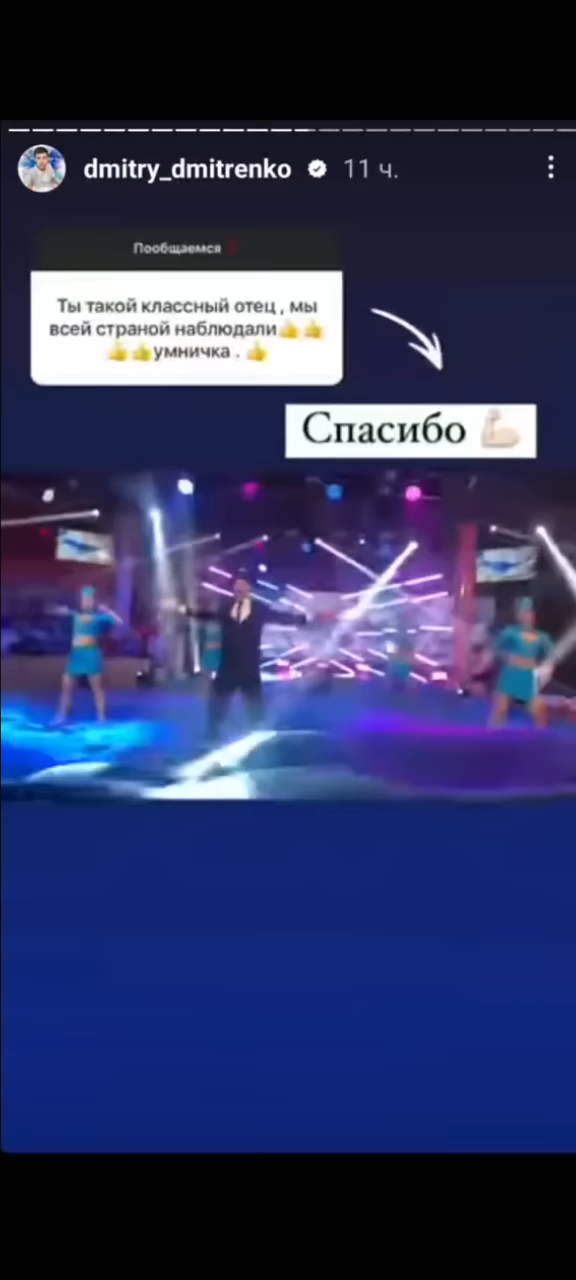 dmitry_dmitrenko 11 ч.
Пообщаемся
Ты такой классный отец , мы
всей страной наблюдали👍👍
👍👍умничка . 👍
Спасибо 💪🏻